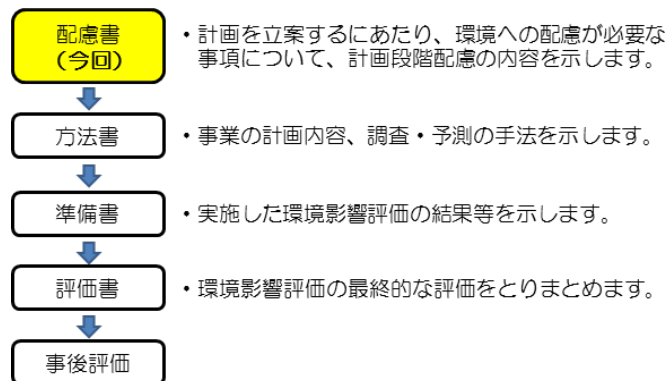 配慮書
(今回)
・計画を立案するにあたり、環境への配慮が必要な
事項について、計画段階配慮の内容を示します。
方法書
・事業の計画内容、調査・予測の手法を示します。
準備書
・実施した環境影響評価の結果等を示します。
評価書
・環境影響評価の最終的な評価をとりまとめます。
事後評価